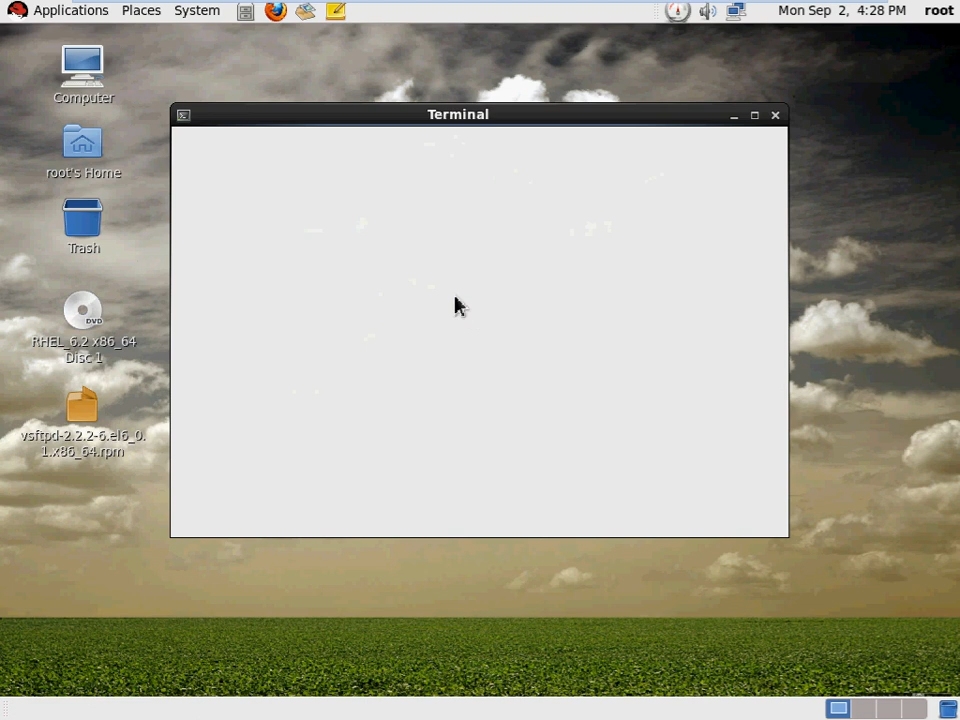 Applications Places System Mon Sep 2, 4:28 PM root
Computer
Terminal
root's Home
Trash
DVD
RHEL_6.2 x86_64
Disc 1
vsftpd-2.2.2-6.el6_0.
1.x86_64.rpm